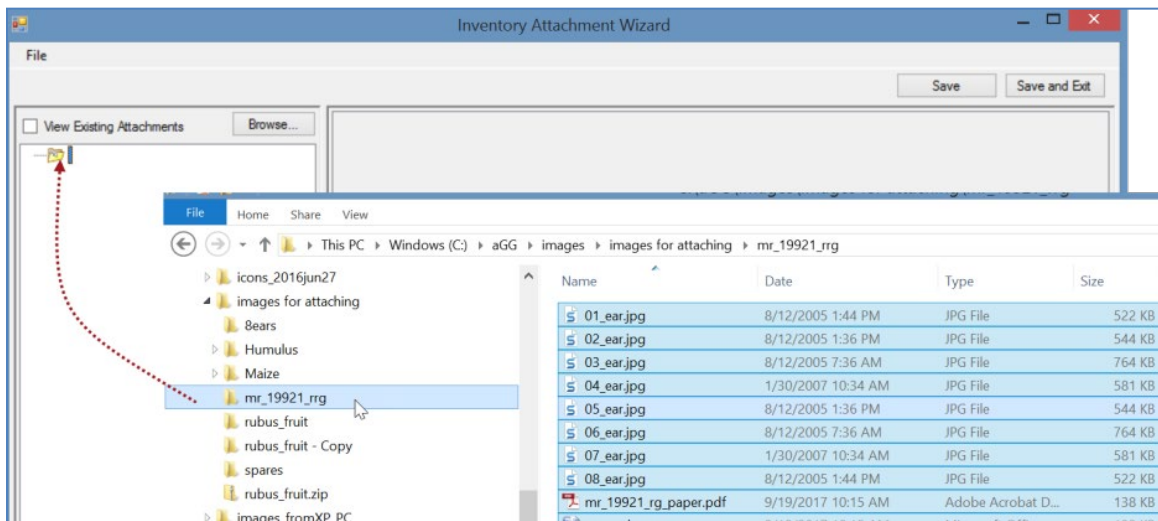 Inventory Attachment Wizard
File
Save Save and Exit
View Existing Attachments Browse...
File Home Share View
This PC Windows (C:) aGG images images for attaching mr_19921_rrg
icons_2016jun27
images for attaching
8ears
Humulus
Maize
mr_19921_rrg
rubus_fruit
rubus_fruit - Copy
spares
rubus_fruit.zip
images_fromXP_PC
Name Date Type Size
01_ear.jpg 8/12/2005 1:44 PM JPG File 522 KB
02_ear.jpg 8/12/2005 1:36 PM JPG File 544 KB
03_ear.jpg 8/12/2005 7:36 AM JPG File 764 KB
04_ear.jpg 1/30/2007 10:34 AM JPG File 581 KB
05_ear.jpg 8/12/2005 1:36 PM JPG File 544 KB
06_ear.jpg 8/12/2005 7:36 AM JPG File 764 KB
07_ear.jpg 1/30/2007 10:34 AM JPG File 581 KB
08_ear.jpg 8/12/2005 1:44 PM JPG File 522 KB
mr_19921_rg_paper.pdf 9/19/2017 10:15 AM Adobe Acrobat D... 138 KB